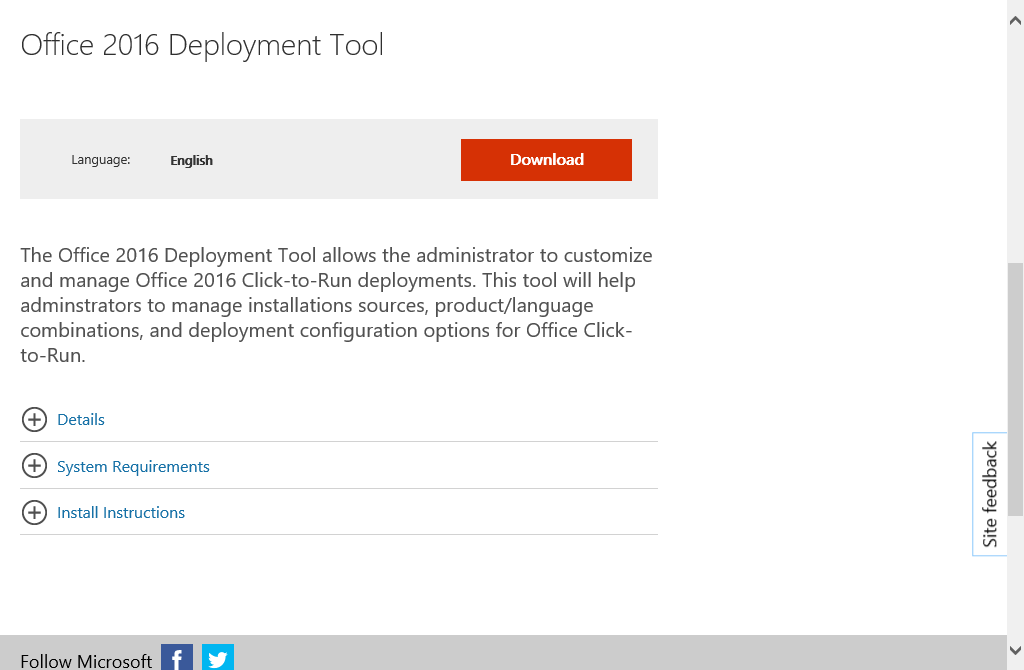 Office 2016 Deployment Tool
Language: English Download
The Office 2016 Deployment Tool allows the administrator to customize
and manage Office 2016 Click-to-Run deployments. This tool will help
adminstrators to manage installations sources, product/language
combinations, and deployment configuration options for Office Click-
to-Run.
Details
System Requirements
Install Instructions
Site feedback
Follow Microsoft